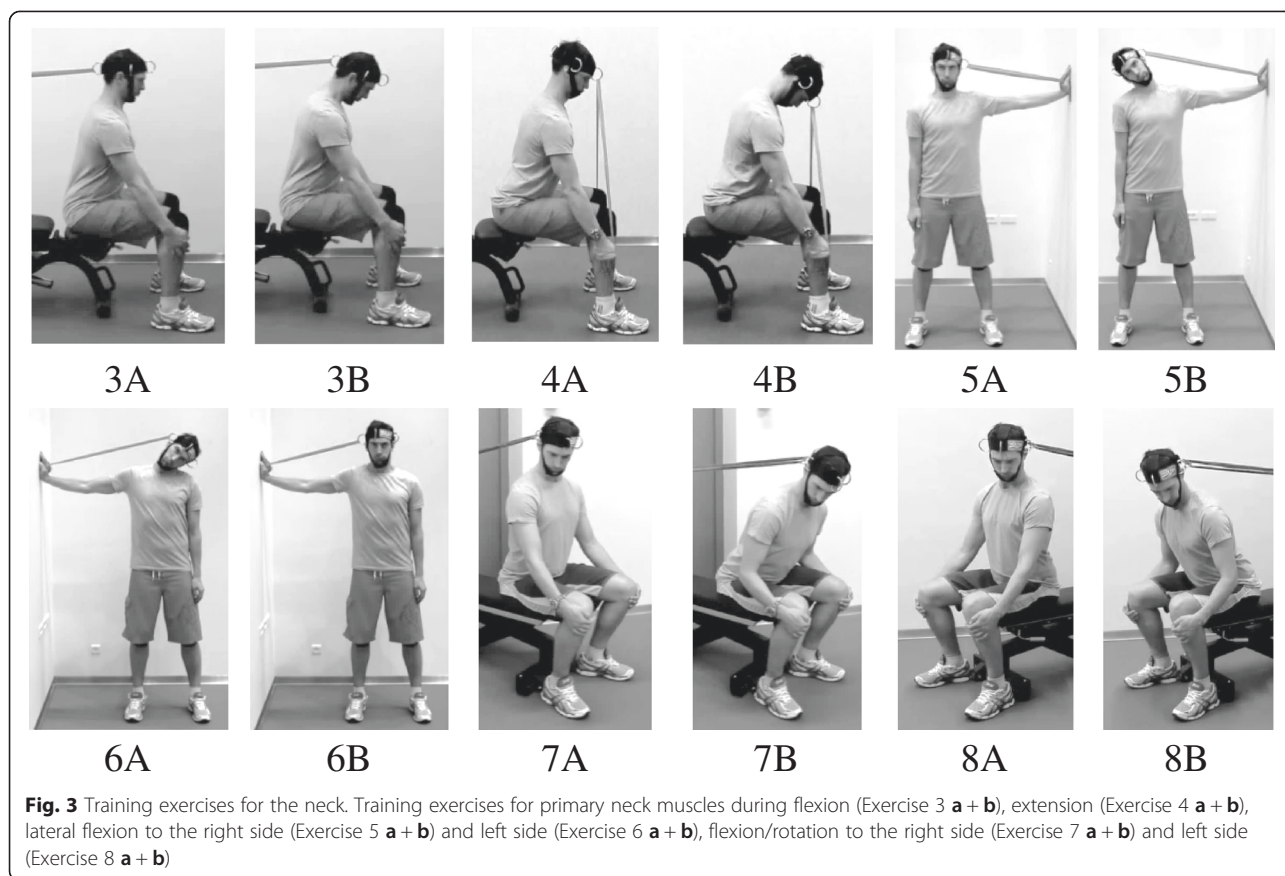 3A 3B 4A 4B 5A 5B
6A 6B 7A 7B 8A 8B
Fig. 3 Training exercises for the neck. Training exercises for primary neck muscles during flexion (Exercise 3 a + b), extension (Exercise 4 a + b),
lateral flexion to the right side (Exercise 5 a + b) and left side (Exercise 6 a + b), flexion/rotation to the right side (Exercise 7 a + b) and left side
(Exercise 8 a + b)